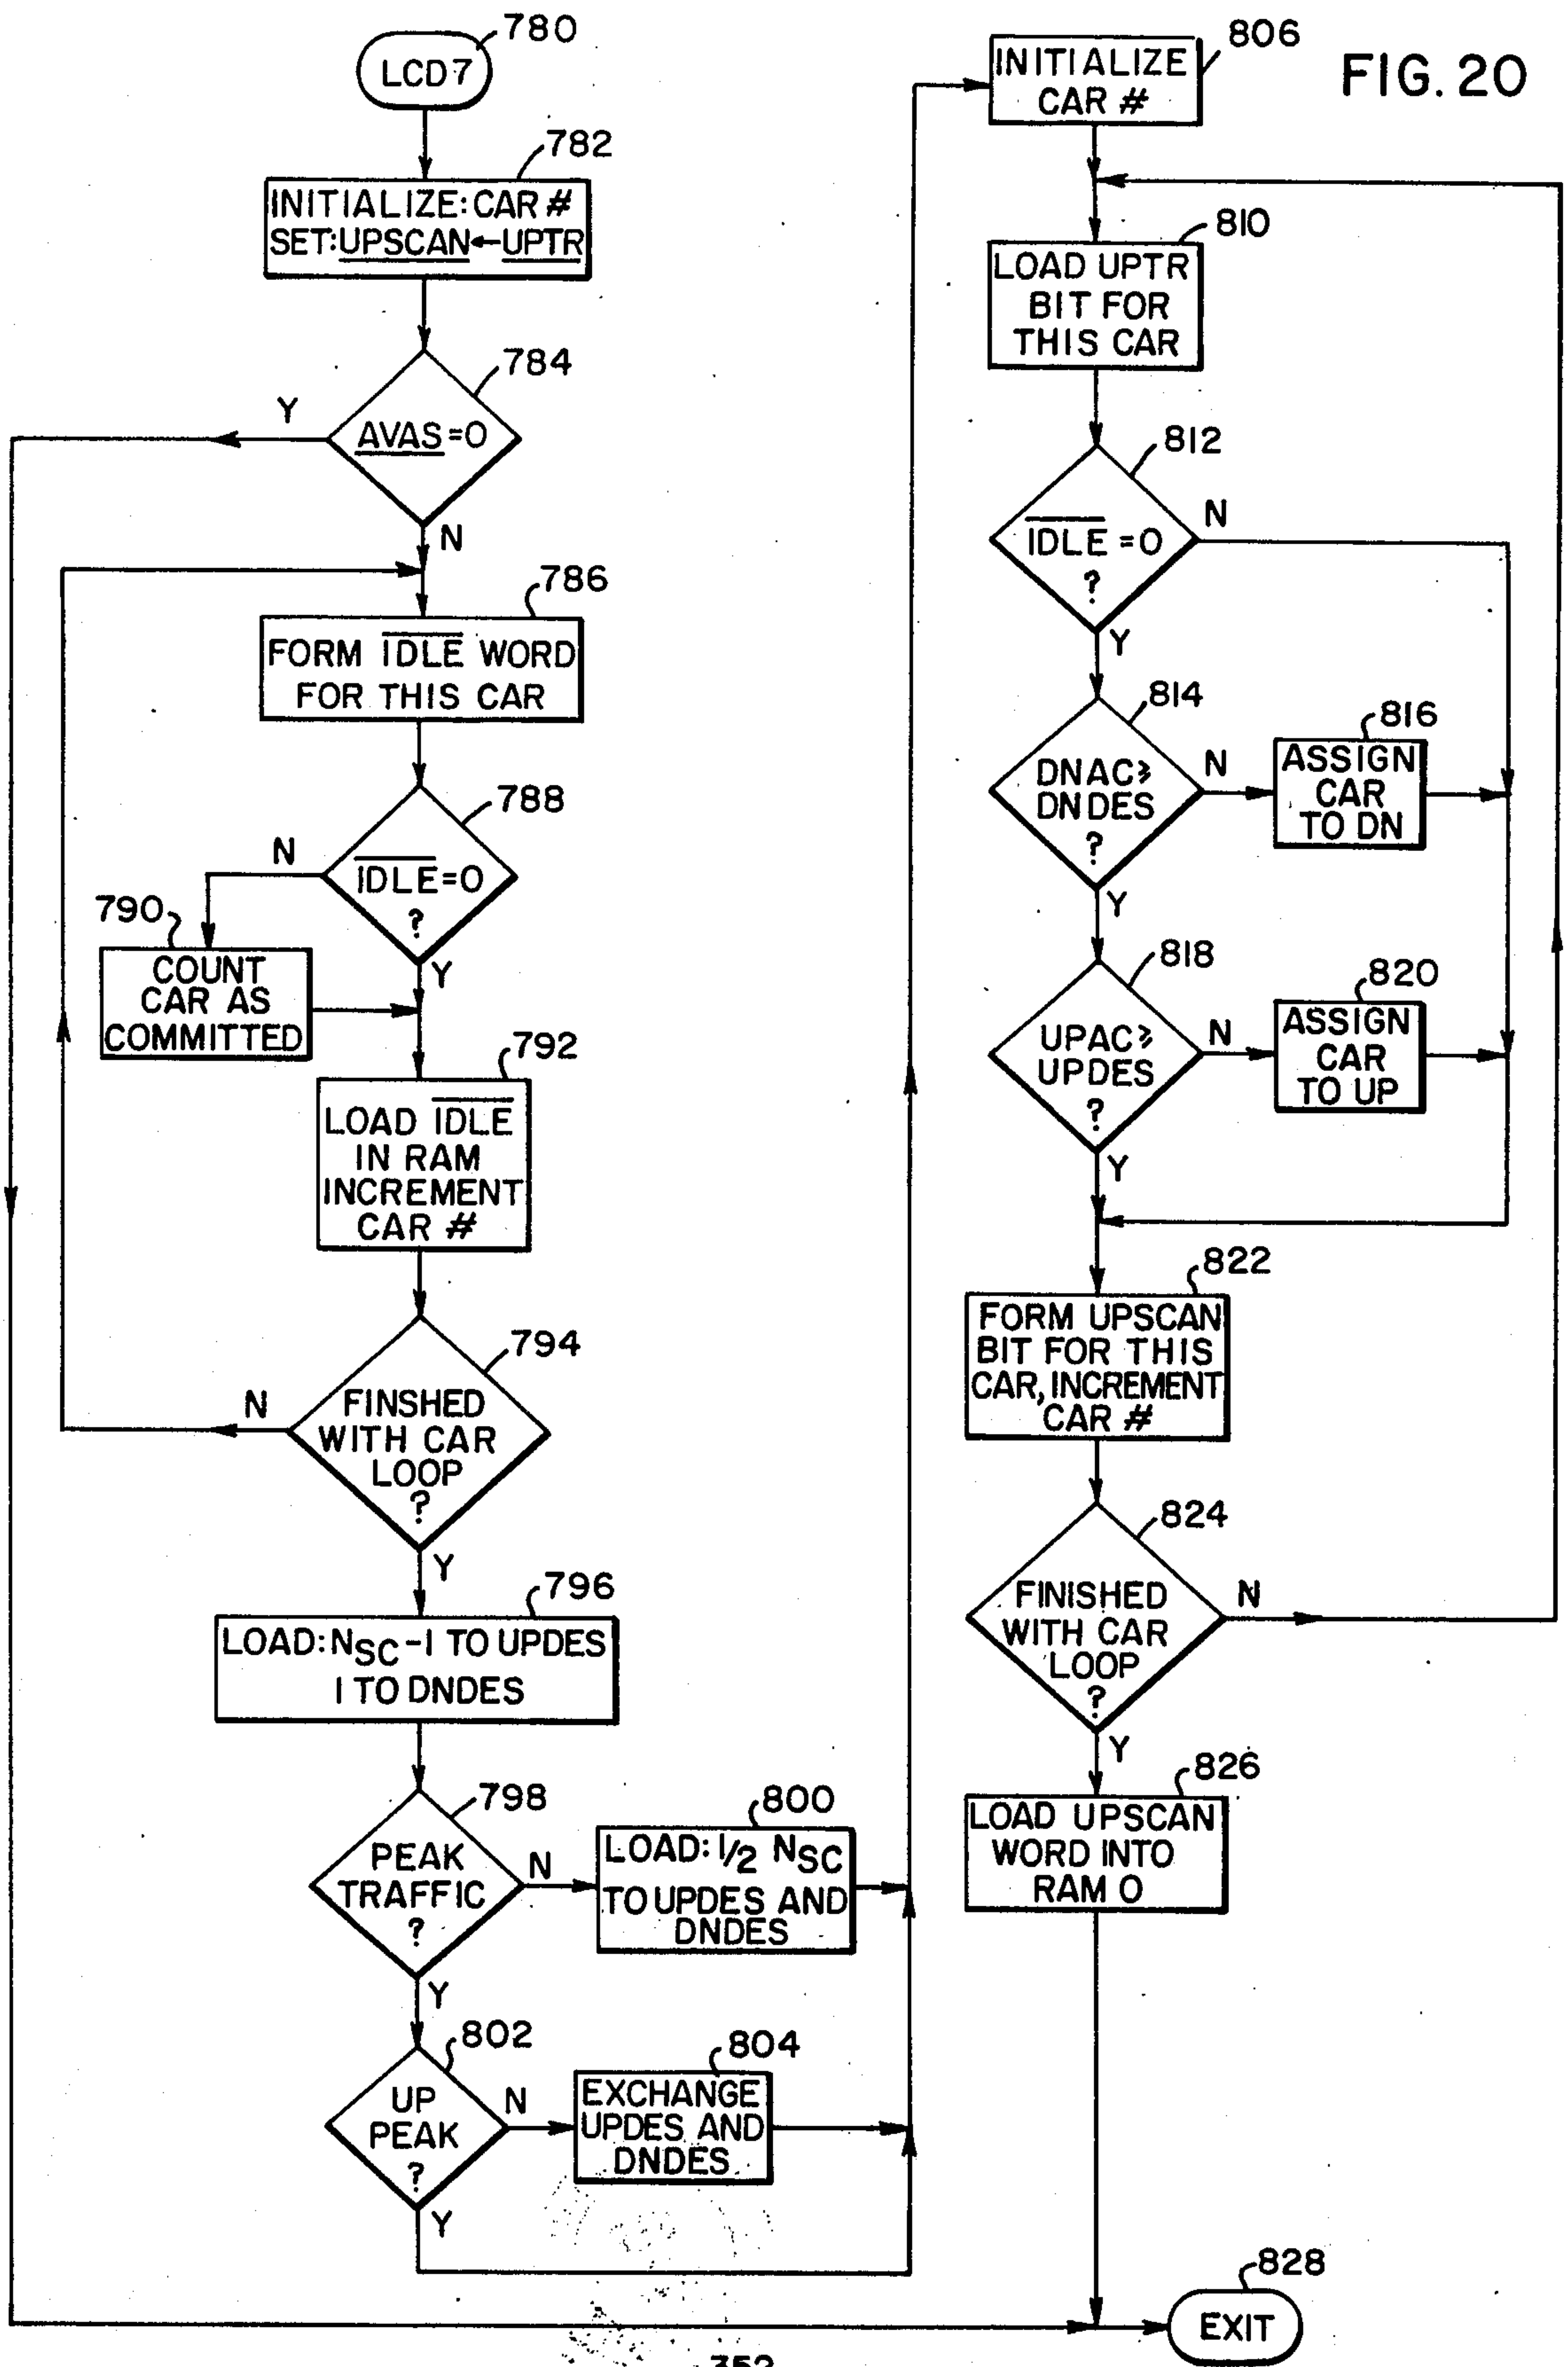 FIG. 20
780
LCD7
782
INITIALIZE: CAR #
SET: UPSCAN←UPTR
784
AVAS=0
Y
N
786
FORM I̅D̅L̅E̅ WORD
FOR THIS CAR
788
I̅D̅L̅E̅=0
?
N
Y
790
COUNT
CAR AS
COMMITTED
792
LOAD I̅D̅L̅E̅
IN RAM
INCREMENT
CAR #
794
FINSHED
WITH CAR
LOOP
?
N
Y
796
LOAD: NSC-1 TO UPDES
1 TO DNDES
798
PEAK
TRAFFIC
?
N
Y
800
LOAD: 1/2 NSC
TO UPDES AND
DNDES
802
UP
PEAK
?
N
Y
804
EXCHANGE
UPDES AND
DNDES
806
INITIALIZE
CAR #
810
LOAD UPTR
BIT FOR
THIS CAR
812
I̅D̅L̅E̅=0
?
N
Y
814
DNAC≥
DNDES
?
N
Y
816
ASSIGN
CAR
TO DN
818
UPAC≥
UPDES
?
N
Y
820
ASSIGN
CAR
TO UP
822
FORM UPSCAN
BIT FOR THIS
CAR, INCREMENT
CAR #
824
FINISHED
WITH CAR
LOOP
?
N
Y
826
LOAD UPSCAN
WORD INTO
RAM 0
828
EXIT